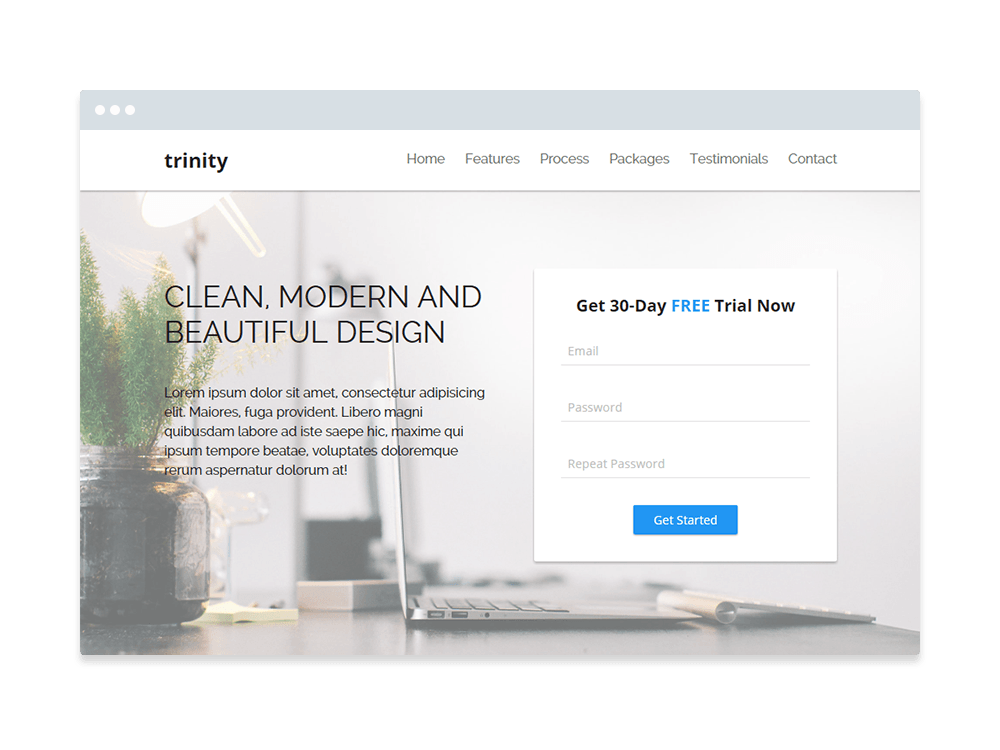 trinity
Home Features Process Packages Testimonials Contact
CLEAN, MODERN AND
BEAUTIFUL DESIGN
Lorem ipsum dolor sit amet, consectetur adipisicing
elit. Maiores, fuga provident. Libero magni
quibusdam labore ad iste saepe hic, maxime qui
ipsum tempore beatae, voluptates doloremque
rerum aspernatur dolorum at!
Get 30-Day FREE Trial Now
Email
Password
Repeat Password
Get Started